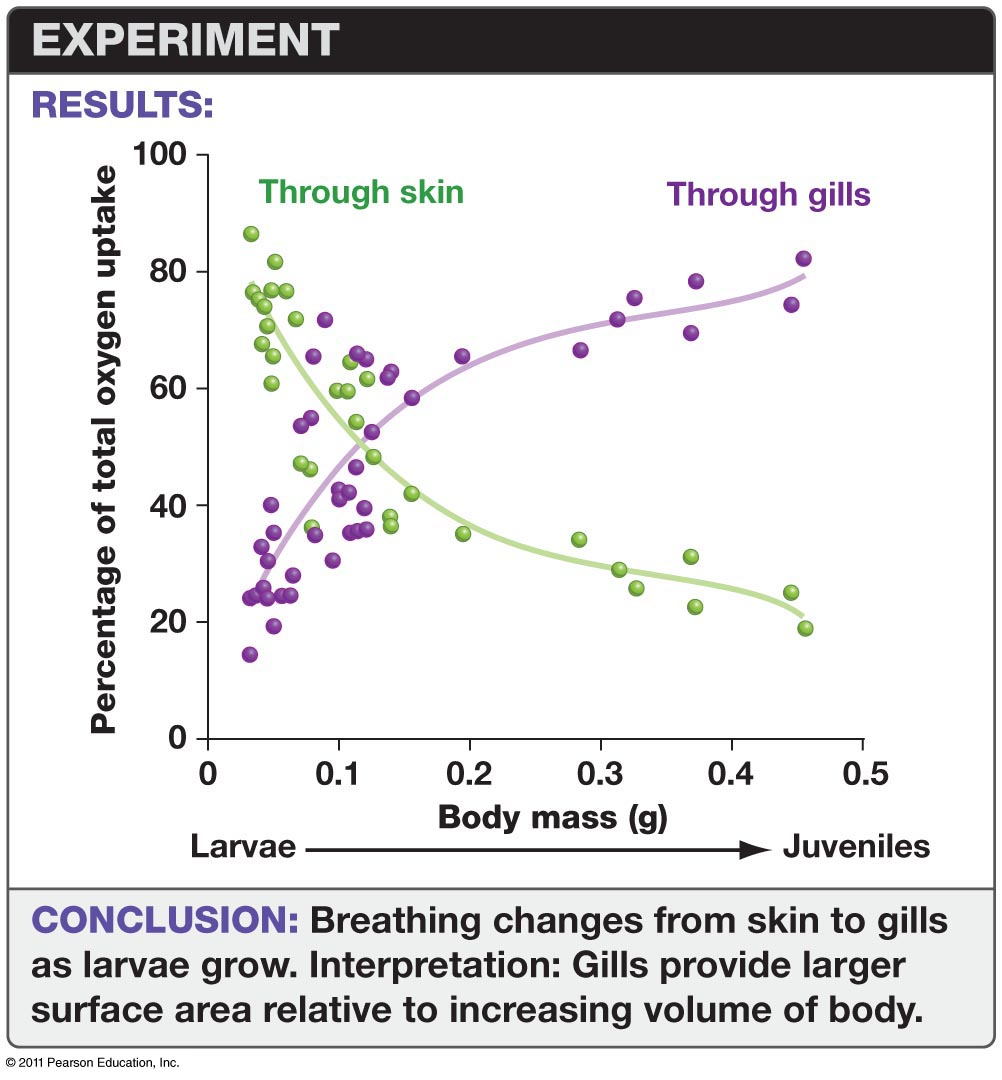 EXPERIMENT
RESULTS:
Percentage of total oxygen uptake
100
80
60
40
20
0
Through skin
Through gills
0 0.1 0.2 0.3 0.4 0.5
Body mass (g)
Larvae Juveniles
CONCLUSION: Breathing changes from skin to gills
as larvae grow. Interpretation: Gills provide larger
surface area relative to increasing volume of body.
© 2011 Pearson Education, Inc.